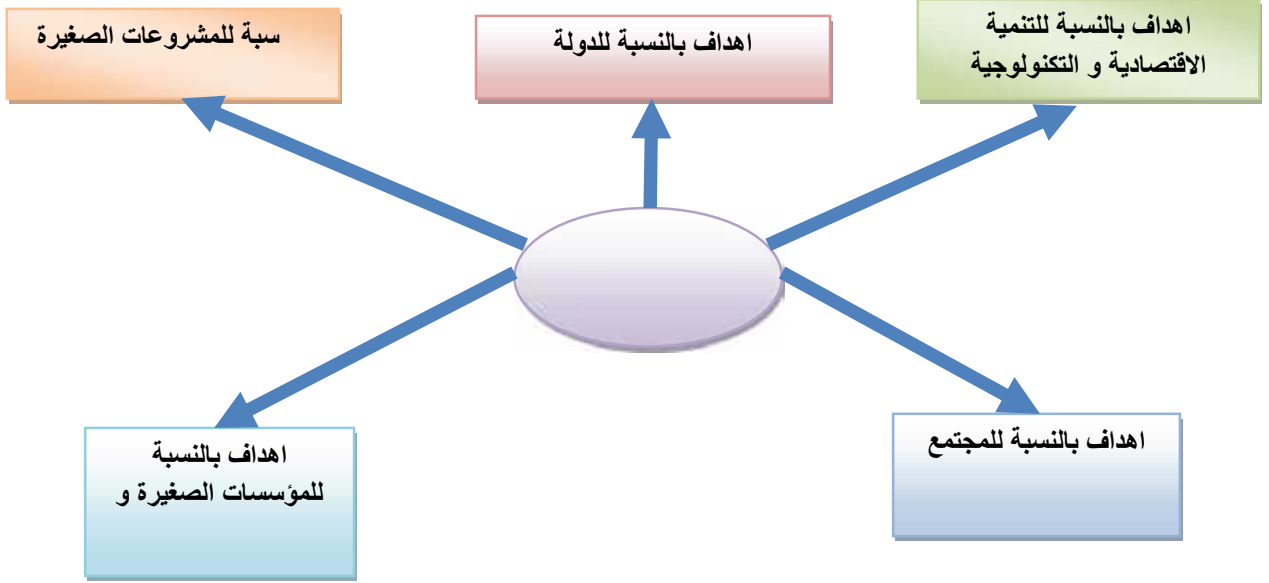 اهداف بالنسبة للتنمية
الاقتصادية و التكنولوجية
اهداف بالنسبة للدولة
سبة للمشروعات الصغيرة
اهداف بالنسبة للمجتمع
اهداف بالنسبة
للمؤسسات الصغيرة و